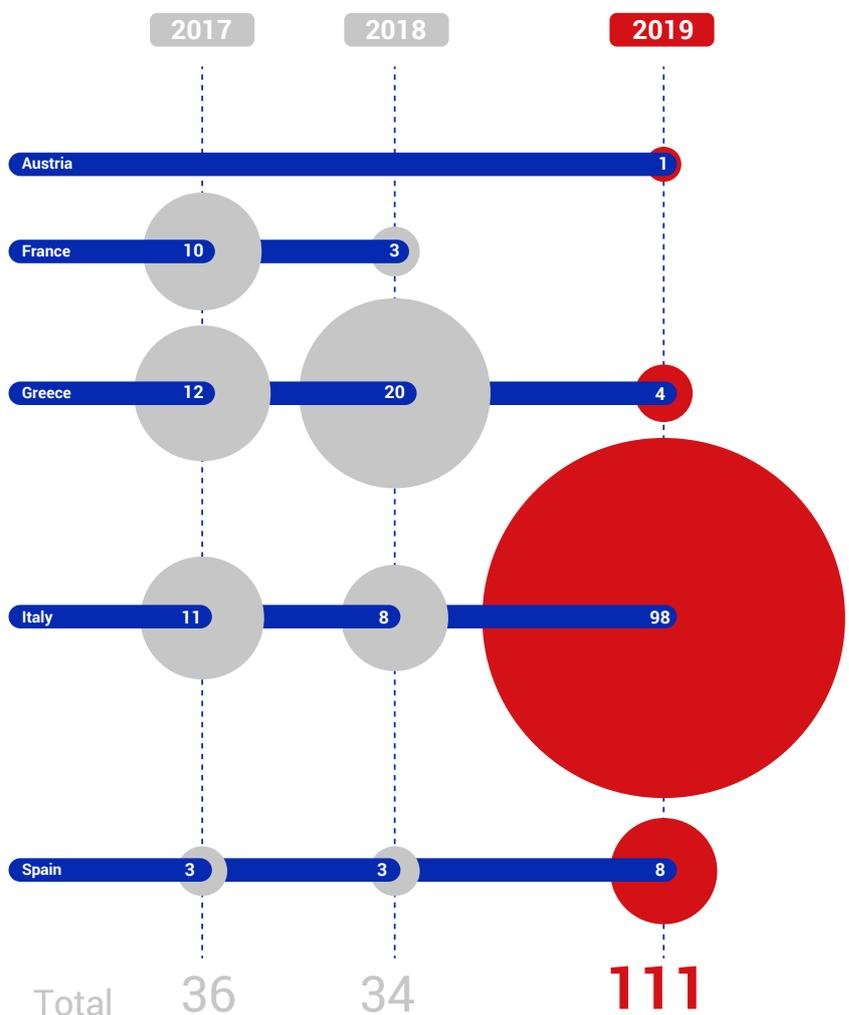 2017 2018 2019
Austria 1
France 10 3
Greece 12 20 4
Italy 11 8 98
Spain 3 3 8
Total 36 34 111